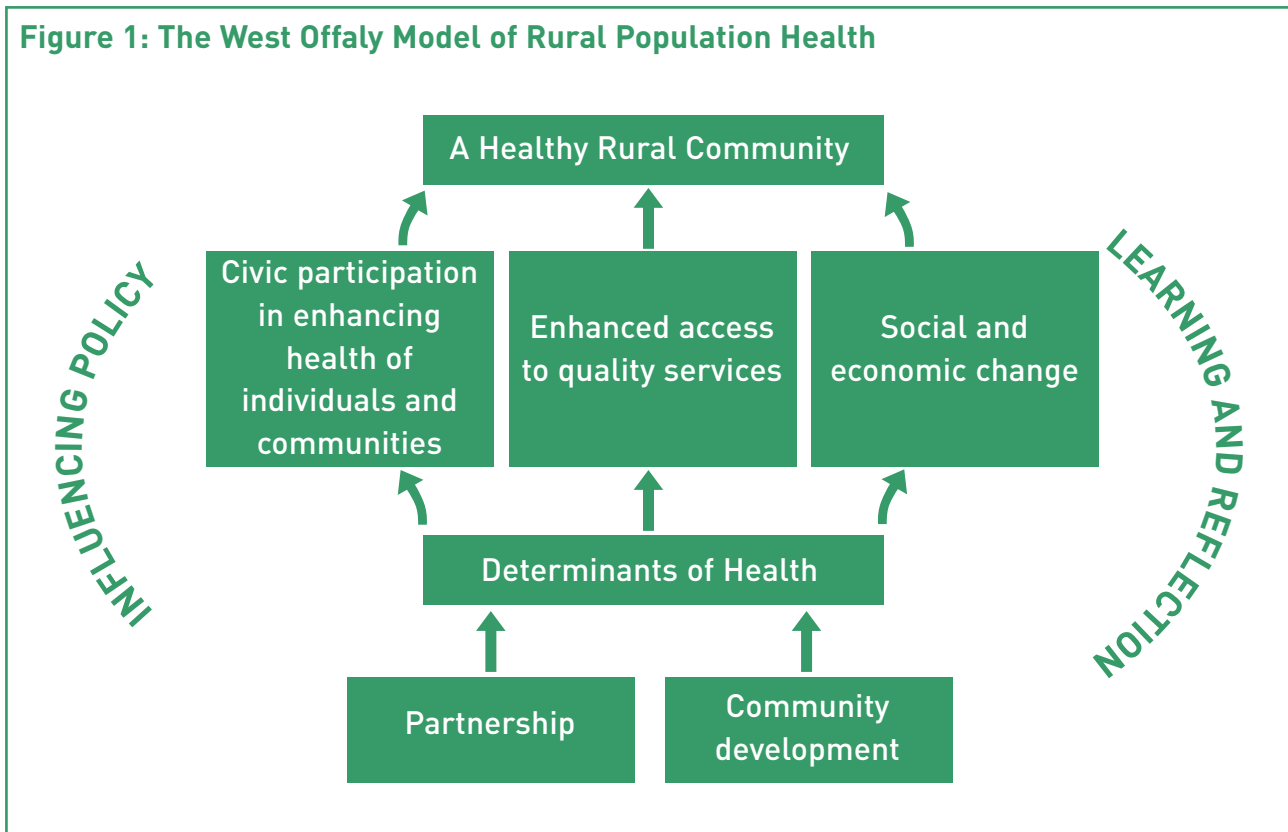 Figure 1: The West Offaly Model of Rural Population Health
A Healthy Rural Community
Civic participation
in enhancing
health of
individuals and
communities
Enhanced access
to quality services
Social and
economic change
INFLUENCING POLICY
LEARNING AND REFLECTION
Determinants of Health
Partnership
Community
development